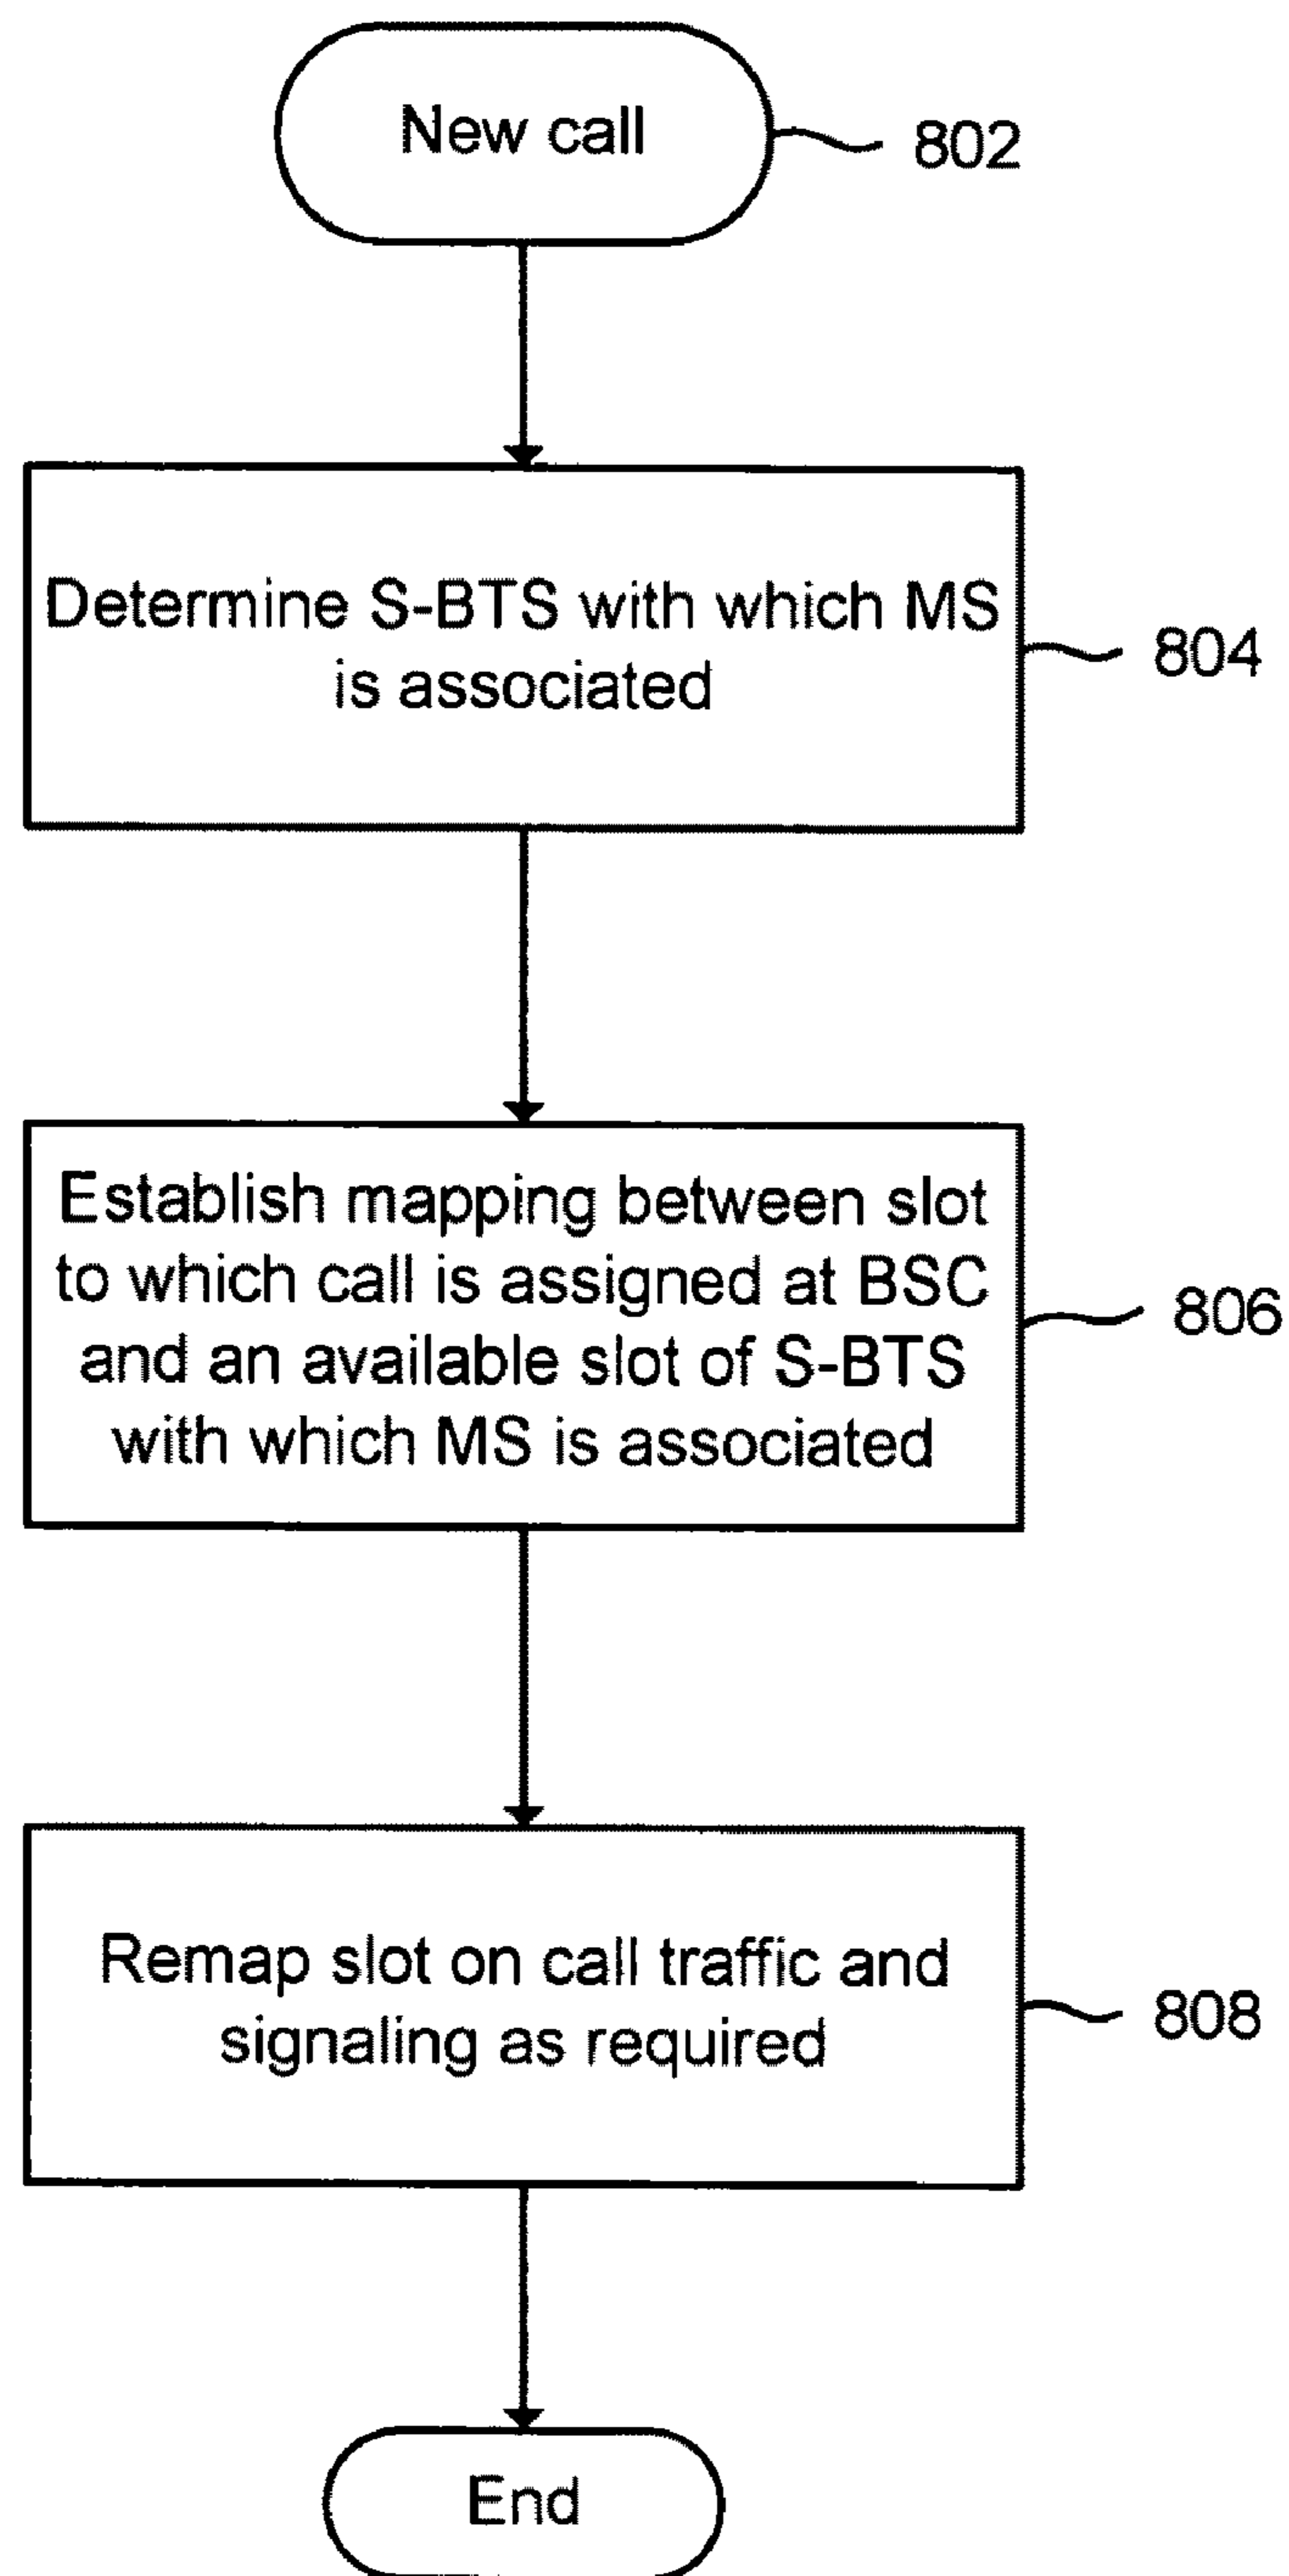 New call
802
Determine S-BTS with which MS
is associated
804
Establish mapping between slot
to which call is assigned at BSC
and an available slot of S-BTS
with which MS is associated
806
Remap slot on call traffic and
signaling as required
808
End